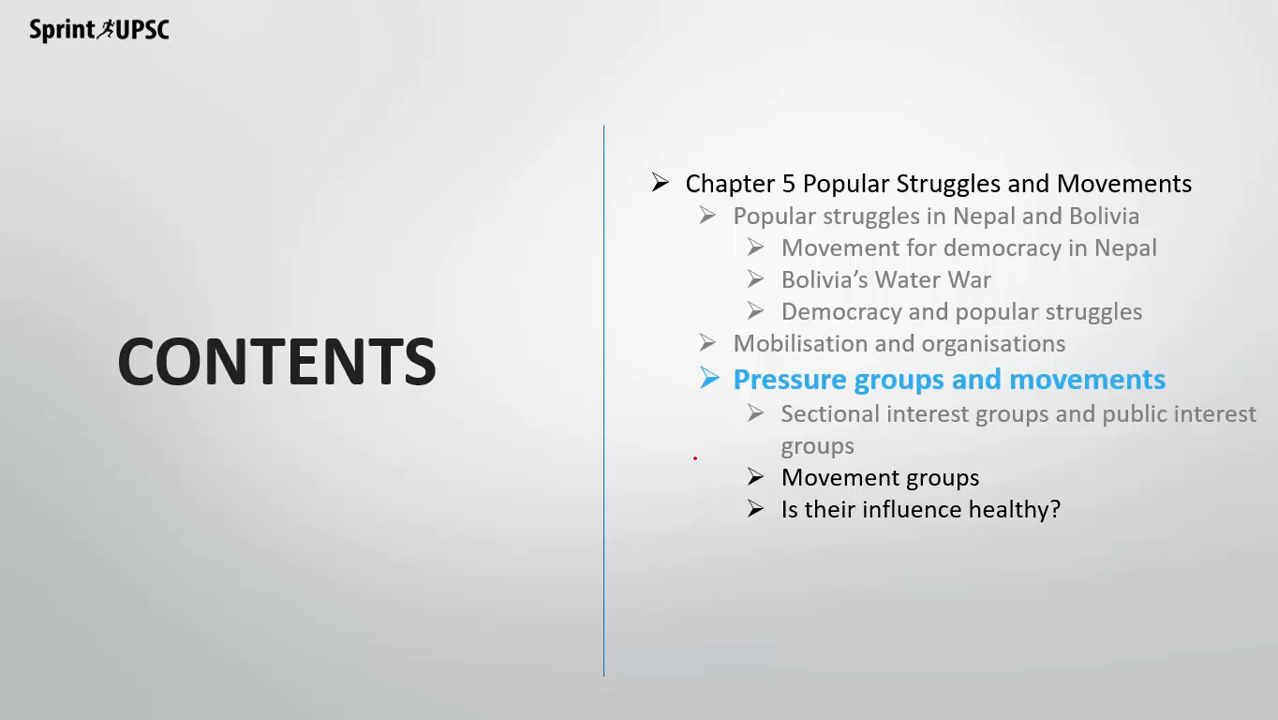 Sprint UPSC
CONTENTS
Chapter 5 Popular Struggles and Movements
Popular struggles in Nepal and Bolivia
Movement for democracy in Nepal
Bolivia’s Water War
Democracy and popular struggles
Mobilisation and organisations
Pressure groups and movements
Sectional interest groups and public interest
groups
Movement groups
Is their influence healthy?